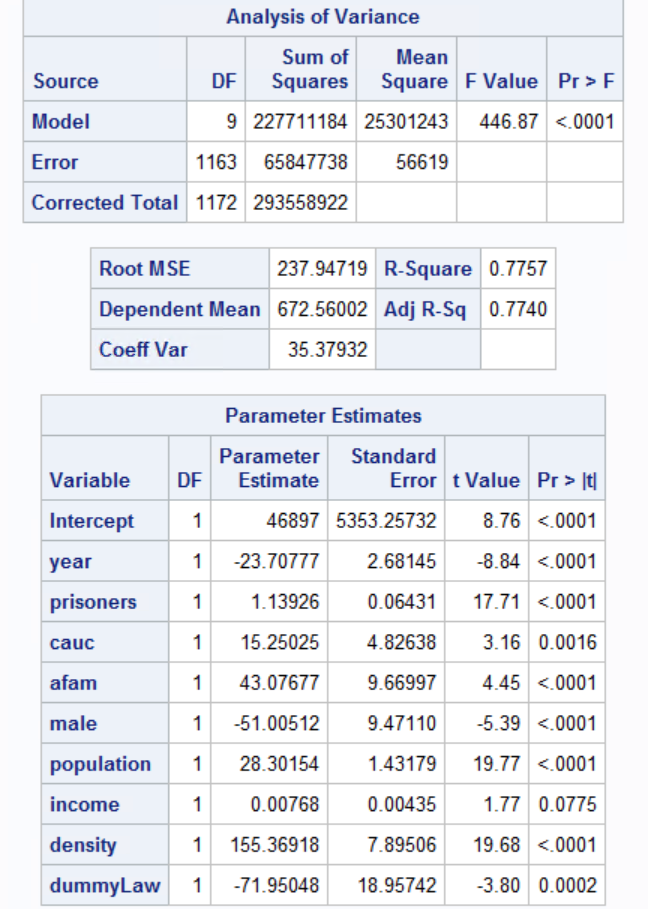 Analysis of Variance
Source DF Sum of Squares Mean Square F Value Pr > F
Model 9 227711184 25301243 446.87 <.0001
Error 1163 65847738 56619
Corrected Total 1172 293558922
Root MSE 237.94719 R-Square 0.7757
Dependent Mean 672.56002 Adj R-Sq 0.7740
Coeff Var 35.37932
Parameter Estimates
Variable DF Parameter Estimate Standard Error t Value Pr > |t|
Intercept 1 46897 5353.25732 8.76 <.0001
year 1 -23.70777 2.68145 -8.84 <.0001
prisoners 1 1.13926 0.06431 17.71 <.0001
cauc 1 15.25025 4.82638 3.16 0.0016
afam 1 43.07677 9.66997 4.45 <.0001
male 1 -51.00512 9.47110 -5.39 <.0001
population 1 28.30154 1.43179 19.77 <.0001
income 1 0.00768 0.00435 1.77 0.0775
density 1 155.36918 7.89506 19.68 <.0001
dummyLaw 1 -71.95048 18.95742 -3.80 0.0002